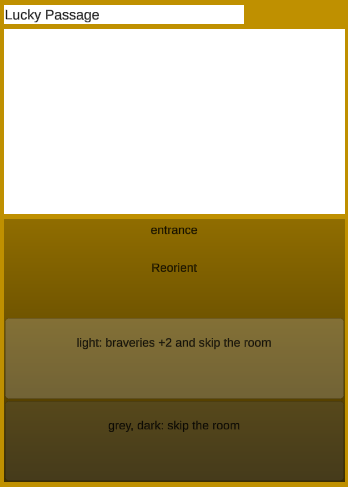 Lucky Passage
entrance
Reorient
light: braveries +2 and skip the room
grey, dark: skip the room